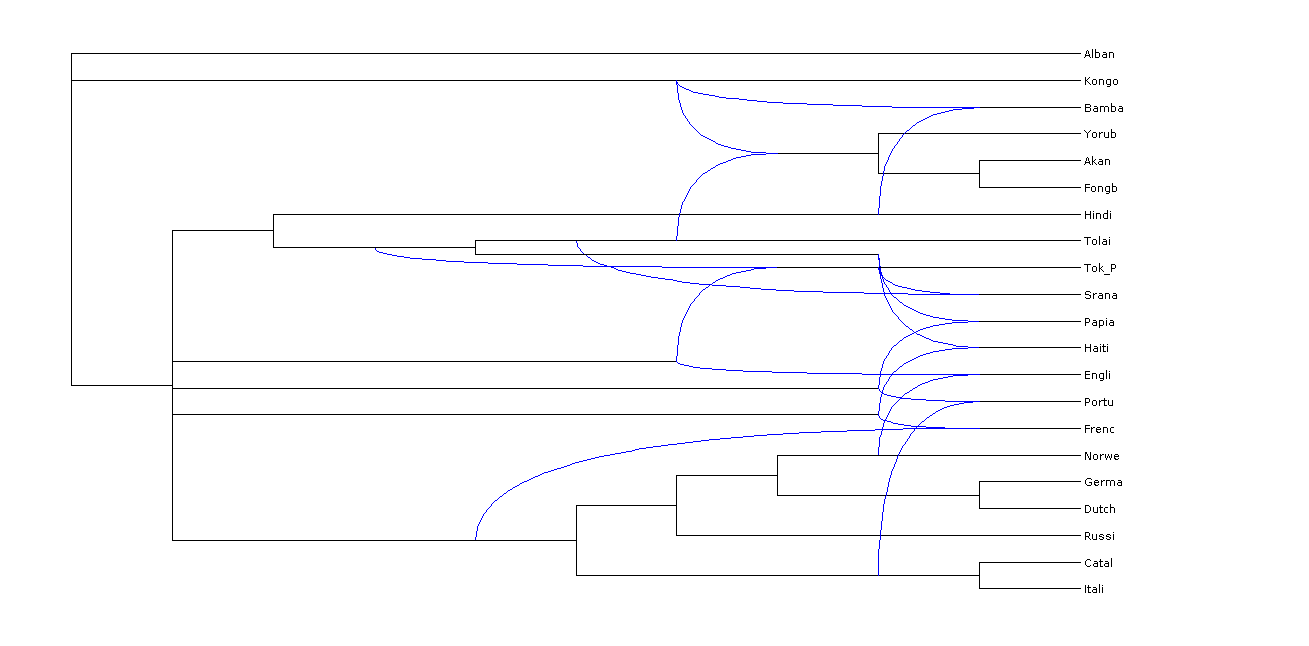 Alban
Kongo
Bamba
Yorub
Akan
Fongb
Hindi
Tolai
Tok_P
Srana
Papia
Haiti
Engli
Portu
Frenc
Norwe
Germa
Dutch
Russi
Catal
Itali